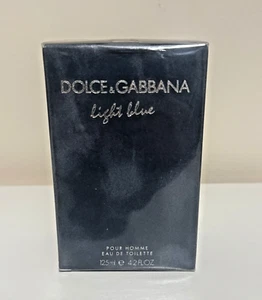 DOLCE & GABBANA
light blue
POUR HOMME
EAU DE TOILETTE
125ml ℮ 4.2FL.OZ.